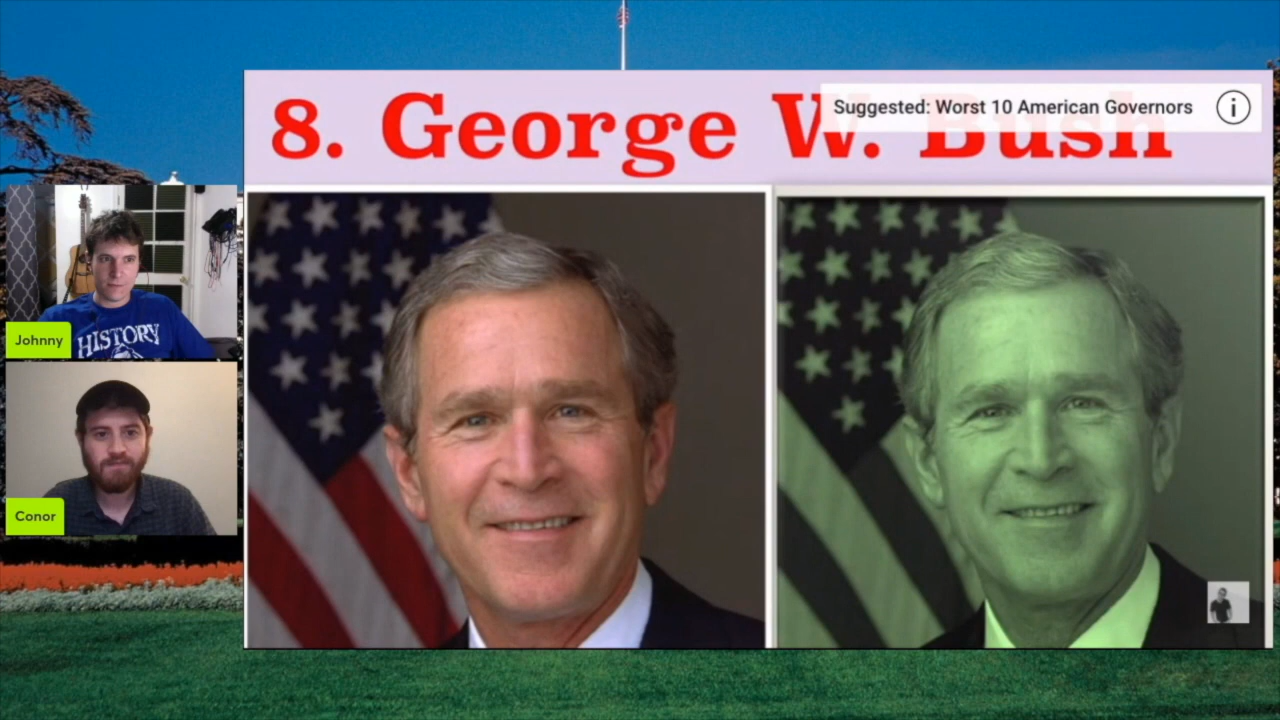 8. George W. Bush
Suggested: Worst 10 American Governors
Johnny
HISTORY
Conor